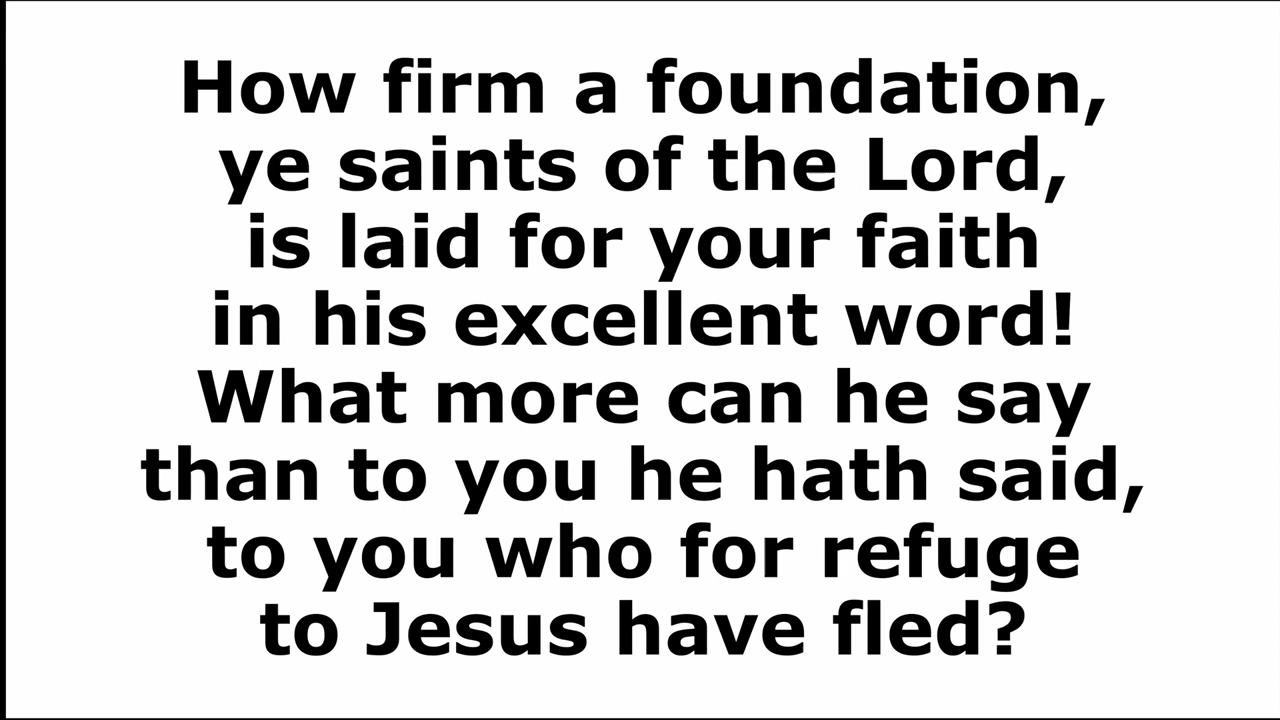 How firm a foundation,
ye saints of the Lord,
is laid for your faith
in his excellent word!
What more can he say
than to you he hath said,
to you who for refuge
to Jesus have fled?